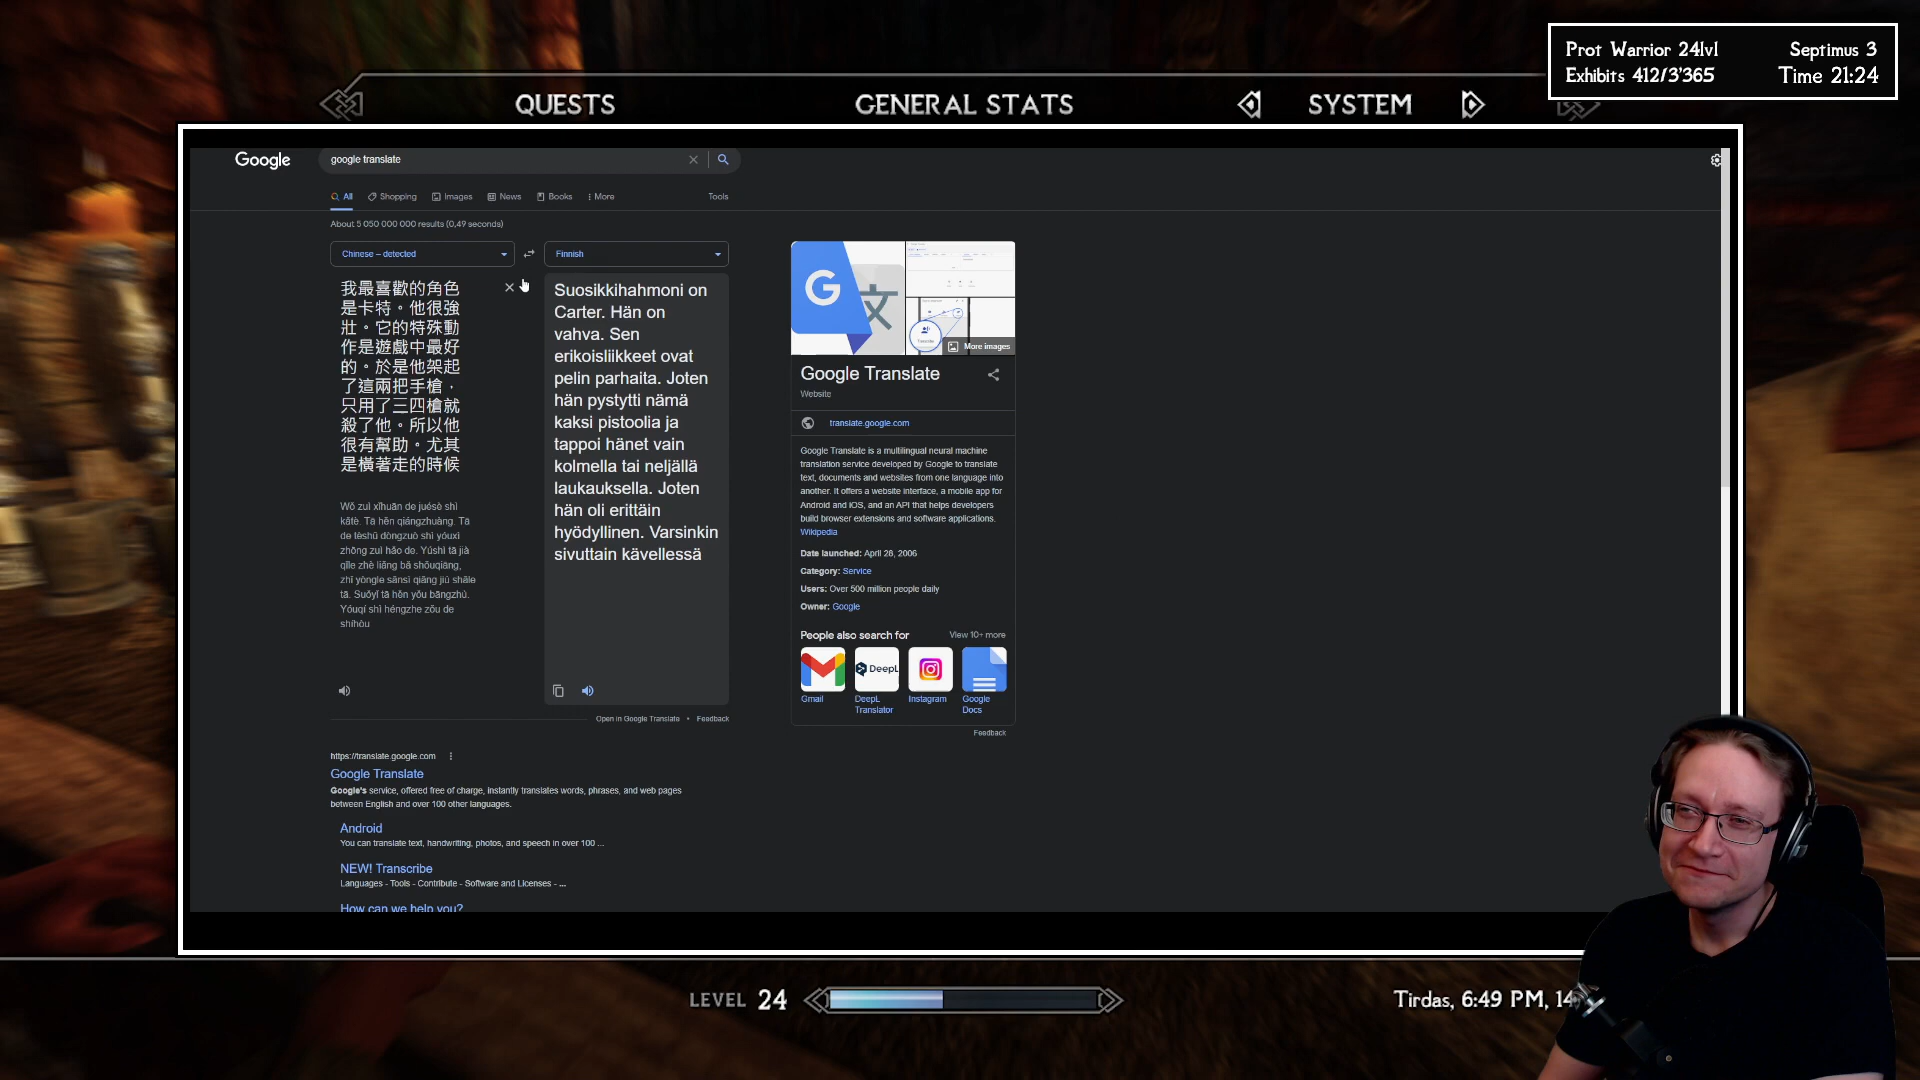 Prot Warrior 24lvl
Septimus 3
Exhibits 412/3'365
Time 21:24
QUESTS
GENERAL STATS
SYSTEM
Google
google translate
All
Shopping
Images
News
Books
More
Tools
About 5 050 000 000 results (0,49 seconds)
Chinese – detected
Finnish
我最喜歡的角色
是卡特。他很強
壯。它的特殊動
作是遊戲中最好
的。於是他架起
了這兩把手槍，
只用了三四槍就
殺了他。所以他
很有幫助。尤其
是橫著走的時候
Wǒ zuì xǐhuān de juésè shì
kǎtè. Tā hěn qiángzhuàng. Tā
de tèshū dòngzuò shì yóuxì
zhōng zuì hǎo de. Yúshì tā jià
qǐle zhè liǎng bǎ shǒuqiāng,
zhǐ yòngle sānsì qiāng jiù shāle
tā. Suǒyǐ tā hěn yǒu bāngzhù.
Yóuqí shì héngzhe zǒu de
shíhòu
Suosikkihahmoni on
Carter. Hän on
vahva. Sen
erikoisliikkeet ovat
pelin parhaita. Joten
hän pystytti nämä
kaksi pistoolia ja
tappoi hänet vain
kolmella tai neljällä
laukauksella. Joten
hän oli erittäin
hyödyllinen. Varsinkin
sivuttain kävellessä
Open in Google Translate • Feedback
More images
Google Translate
Website
translate.google.com
Google Translate is a multilingual neural machine
translation service developed by Google to translate
text, documents and websites from one language into
another. It offers a website interface, a mobile app for
Android and iOS, and an API that helps developers
build browser extensions and software applications.
Wikipedia
Date launched: April 28, 2006
Category: Service
Users: Over 500 million people daily
Owner: Google
People also search for
View 10+ more
DeepL
Gmail
DeepL
Translator
Instagram
Google
Docs
Feedback
https://translate.google.com
Google Translate
Google's service, offered free of charge, instantly translates words, phrases, and web pages
between English and over 100 other languages.
Android
You can translate text, handwriting, photos, and speech in over 100 ...
NEW! Transcribe
Languages - Tools - Contribute - Software and Licenses - ...
How can we help you?
LEVEL 24
Tirdas, 6:49 PM, 14